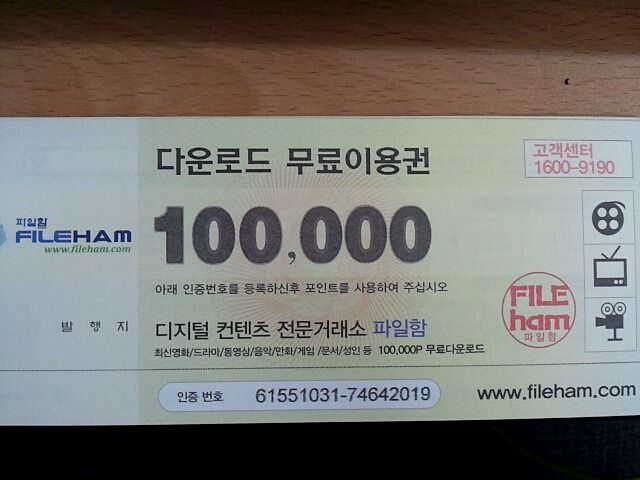 다운로드 무료이용권
고객센터
1600-9190
파일함
FILEHAM
www.fileham.com
100,000
아래 인증번호를 등록하신후 포인트를 사용하여 주십시오
발 행 지
디지털 컨텐츠 전문거래소 파일함
최신영화/드라마/동영상/음악/만화/게임 /문서/성인 등 100,000P 무료다운로드
FILE
ham
파일함
인증 번호 61551031-74642019
www.fileham.com